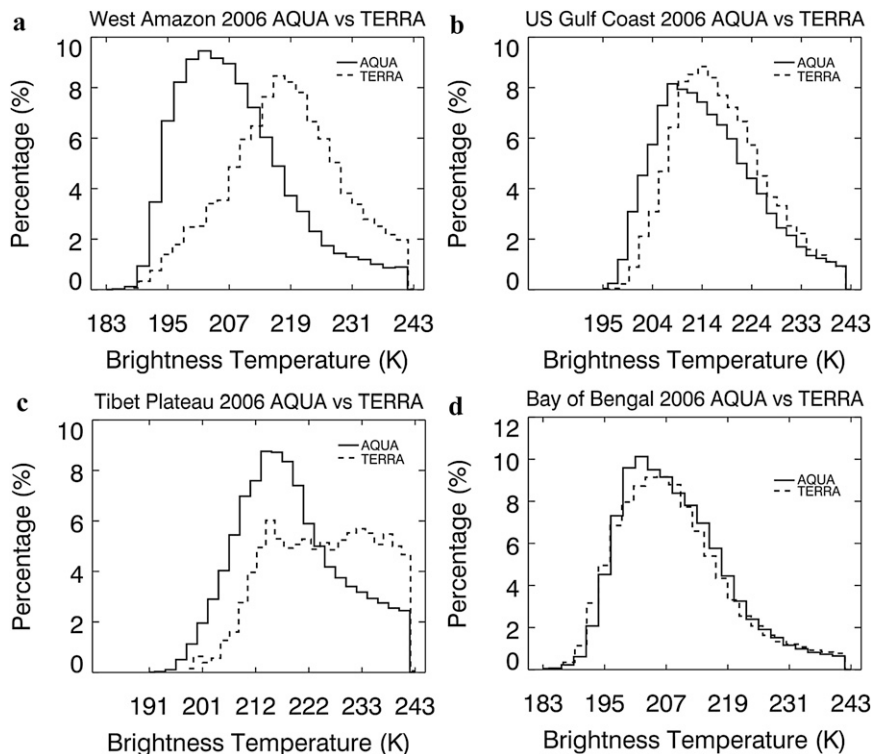 a
West Amazon 2006 AQUA vs TERRA
10
8
6
4
2
0
Percentage (%)
AQUA
TERRA
183 195 207 219 231 243
Brightness Temperature (K)
b
US Gulf Coast 2006 AQUA vs TERRA
10
8
6
4
2
0
Percentage (%)
AQUA
TERRA
195 204 214 224 233 243
Brightness Temperature (K)
c
Tibet Plateau 2006 AQUA vs TERRA
10
8
6
4
2
0
Percentage (%)
AQUA
TERRA
191 201 212 222 233 243
Brightness Temperature (K)
d
Bay of Bengal 2006 AQUA vs TERRA
12
10
8
6
4
2
0
Percentage (%)
AQUA
TERRA
183 195 207 219 231 243
Brightness Temperature (K)